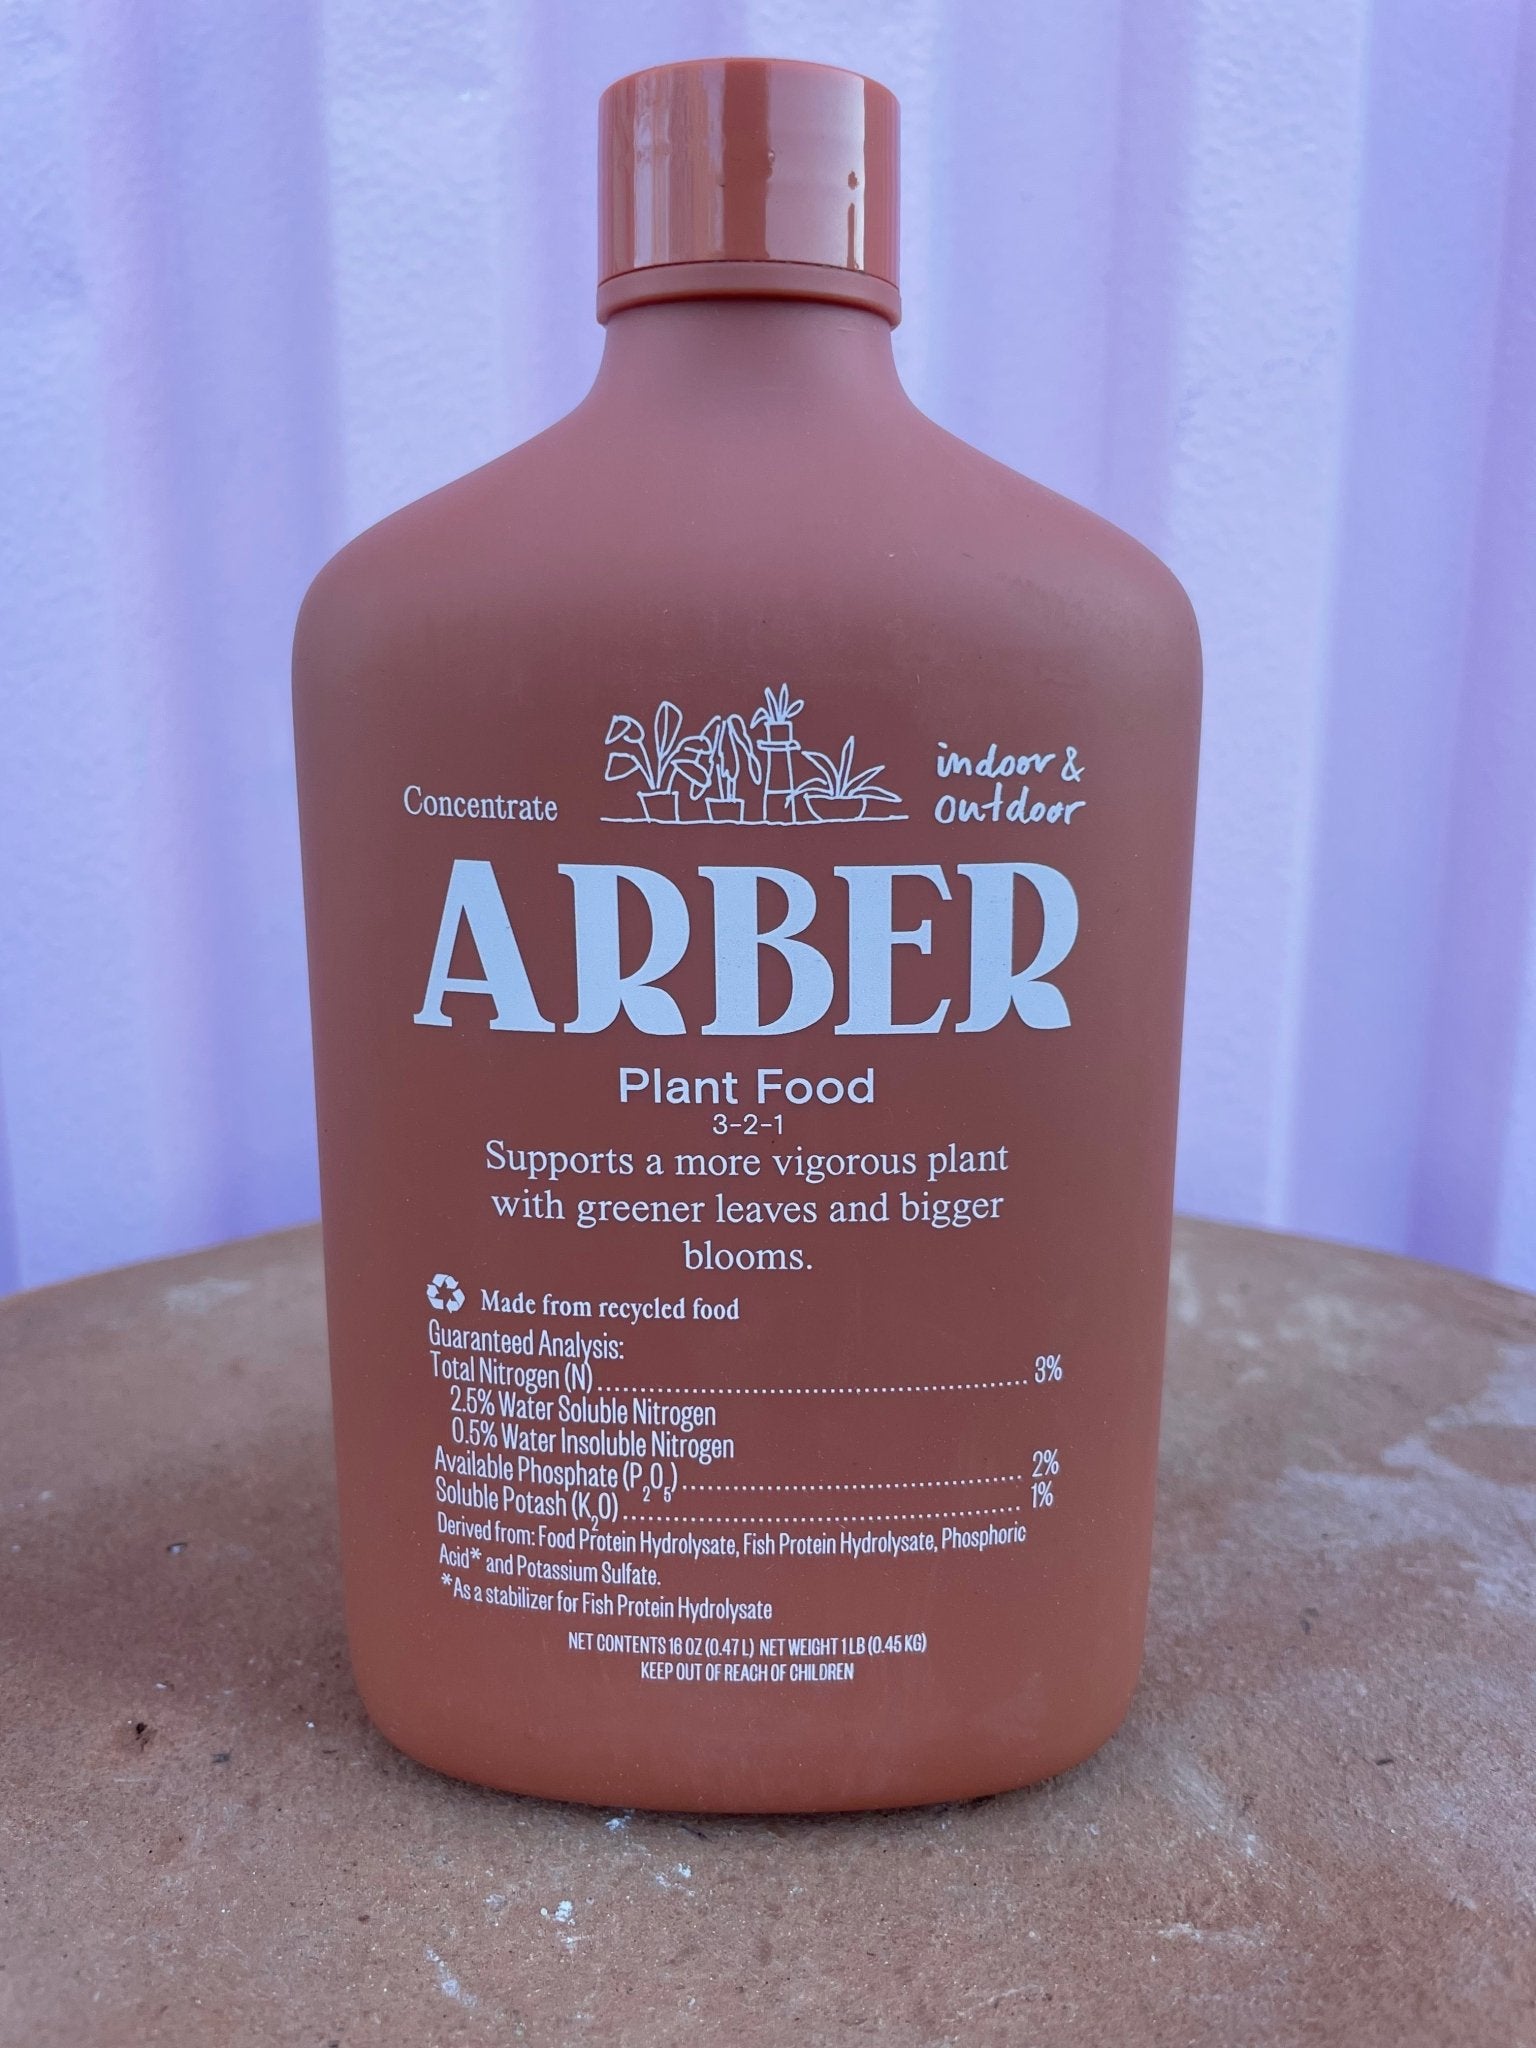 Concentrate
indoor &
outdoor
ARBER
Plant Food
3-2-1
Supports a more vigorous plant
with greener leaves and bigger
blooms.
Made from recycled food
Guaranteed Analysis:
Total Nitrogen (N) 3%
2.5% Water Soluble Nitrogen
0.5% Water Insoluble Nitrogen
Available Phosphate (P₂O₅) 2%
Soluble Potash (K₂O) 1%
Derived from: Food Protein Hydrolysate, Fish Protein Hydrolysate, Phosphoric
Acid* and Potassium Sulfate.
*As a stabilizer for Fish Protein Hydrolysate
NET CONTENTS 16 OZ (0.47 L) NET WEIGHT 1 LB (0.45 KG)
KEEP OUT OF REACH OF CHILDREN